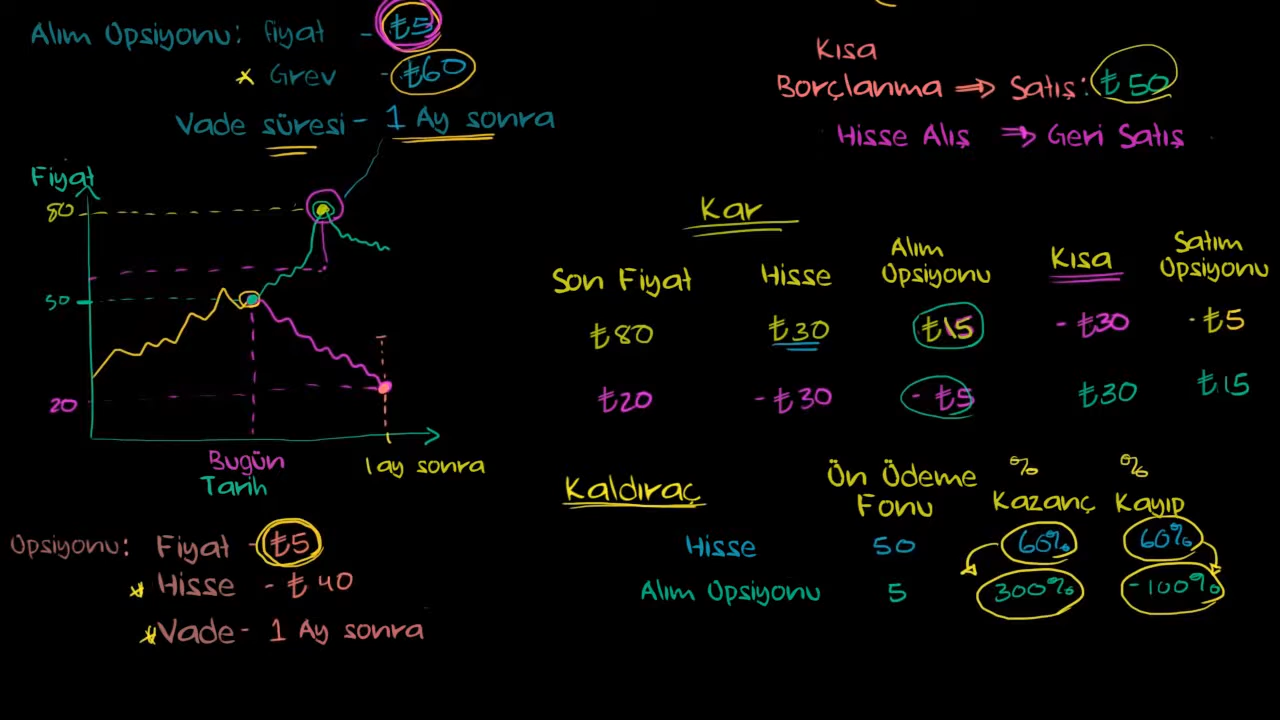 Alım Opsiyonu: fiyat - ₺5
* Grev - ₺60
Vade süresi - 1 Ay sonra
Kısa
Borçlanma ⇒ Satış: ₺50
Hisse Alış ⇒ Geri Satış
Fiyat
80
50
20
Bugün
Tarih
1 ay sonra
Kar
Son Fiyat Hisse Alım Opsiyonu Kısa Satım Opsiyonu
₺80 ₺30 ₺15 -₺30 -₺5
₺20 -₺30 -₺5 ₺30 ₺15
Kaldıraç Ün Ödeme Fonu % Kazanç % Kayıp
Hisse 50 60% 60%
Alım Opsiyonu 5 300% -100%
Opsiyonu: Fiyat - ₺5
* Hisse - ₺40
* Vade - 1 Ay sonra